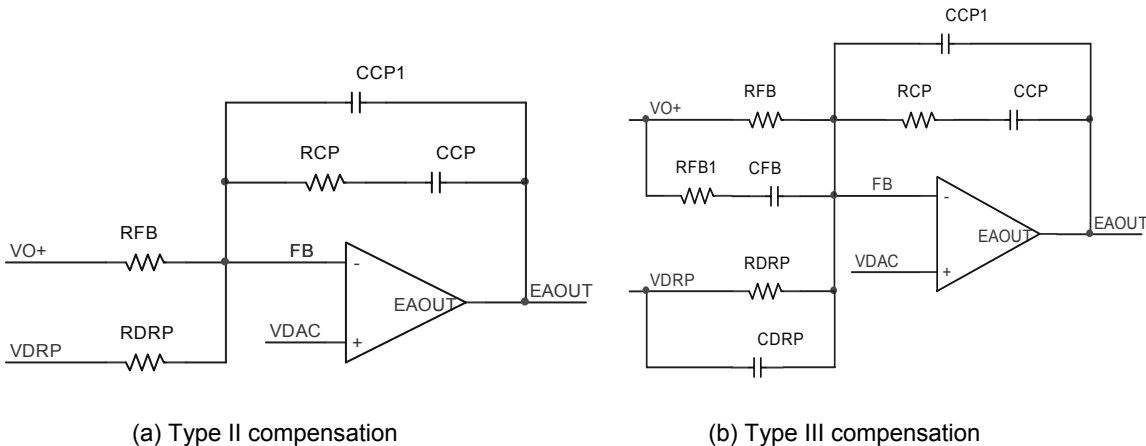 CCP1
RCP
CCP
RFB
VO+
FB
-
EAOUT
EAOUT
RDRP
VDAC
+
VDRP
(a) Type II compensation
CCP1
RFB
RCP
CCP
VO+
RFB1
CFB
FB
-
EAOUT
EAOUT
RDRP
VDAC
+
VDRP
CDRP
(b) Type III compensation